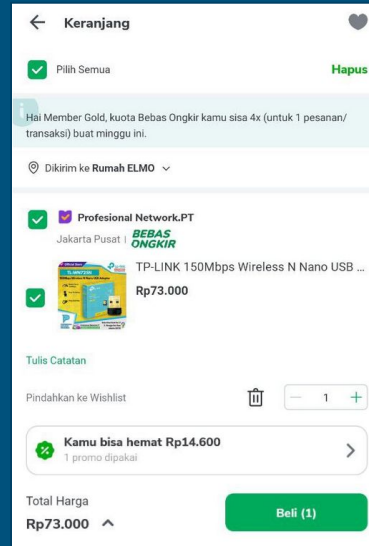 Keranjang
Pilih Semua
Hapus
Hai Member Gold, kuota Bebas Ongkir kamu sisa 4x (untuk 1 pesanan/
transaksi) buat minggu ini.
Dikirim ke Rumah ELMO
Profesional Network.PT
Jakarta Pusat | BEBAS
ONGKIR
TP-LINK 150Mbps Wireless N Nano USB ...
Rp73.000
Tulis Catatan
Pindahkan ke Wishlist
1
Kamu bisa hemat Rp14.600
1 promo dipakai
Total Harga
Rp73.000
Beli (1)